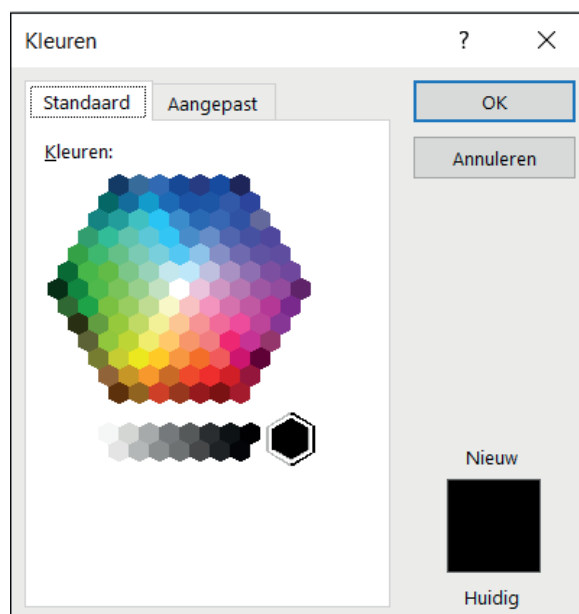 Kleuren ?
Standaard Aangepast
OK
Annuleren
Kleuren:
Nieuw
Huidig